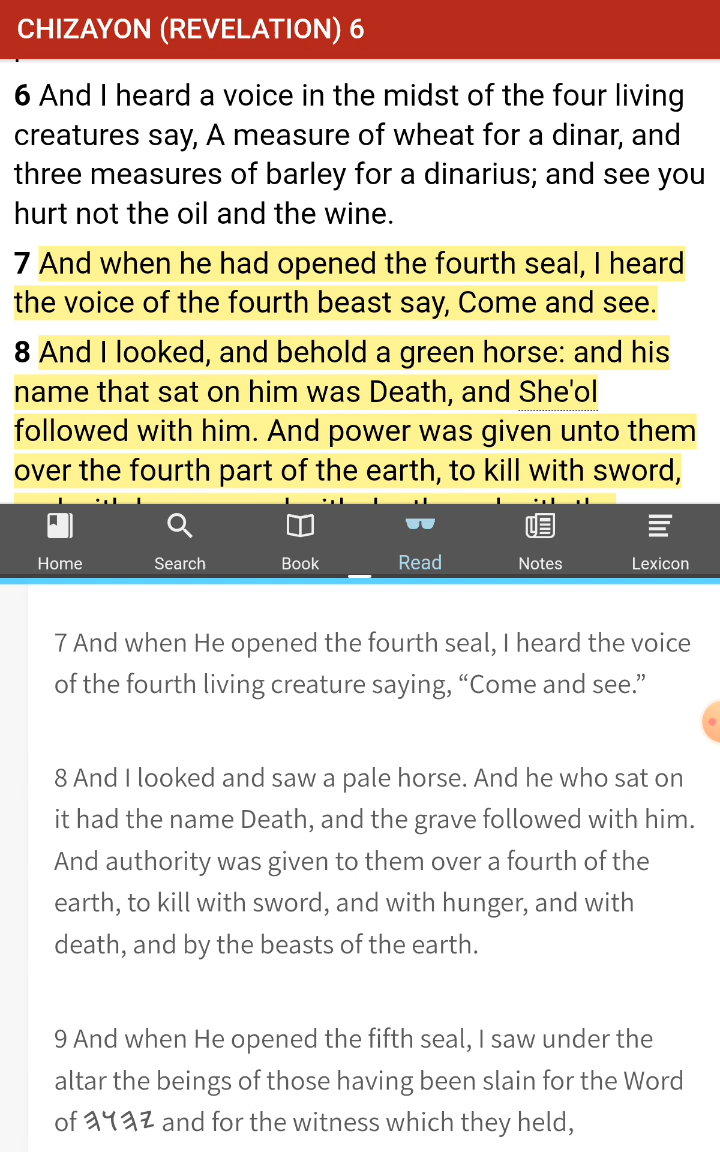 CHIZAYON (REVELATION) 6
6 And I heard a voice in the midst of the four living
creatures say, A measure of wheat for a dinar, and
three measures of barley for a dinarius; and see you
hurt not the oil and the wine.
7 And when he had opened the fourth seal, I heard
the voice of the fourth beast say, Come and see.
8 And I looked, and behold a green horse: and his
name that sat on him was Death, and She'ol
followed with him. And power was given unto them
over the fourth part of the earth, to kill with sword,
Home Search Book Read Notes Lexicon
7 And when He opened the fourth seal, I heard the voice
of the fourth living creature saying, “Come and see.”
8 And I looked and saw a pale horse. And he who sat on
it had the name Death, and the grave followed with him.
And authority was given to them over a fourth of the
earth, to kill with sword, and with hunger, and with
death, and by the beasts of the earth.
9 And when He opened the fifth seal, I saw under the
altar the beings of those having been slain for the Word
of 𐤉𐤄𐤅𐤄 and for the witness which they held,